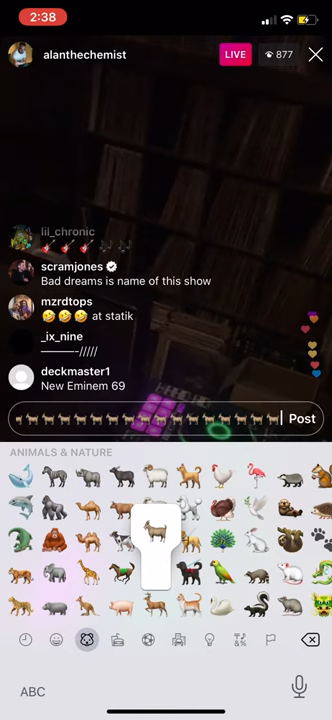 2:38
alanthechemist
LIVE
877
lil_chronic
🎸🎸🎸🎶🎶
scramjones
Bad dreams is name of this show
mzrdtops
🤣🤣🤣 at statik
_ix_nine
———-/////
deckmaster1
New Eminem 69
🐐🐐🐐🐐🐐🐐🐐🐐🐐🐐🐐🐐🐐🐐🐐🐐🐐🐐 Post
ANIMALS & NATURE
ABC